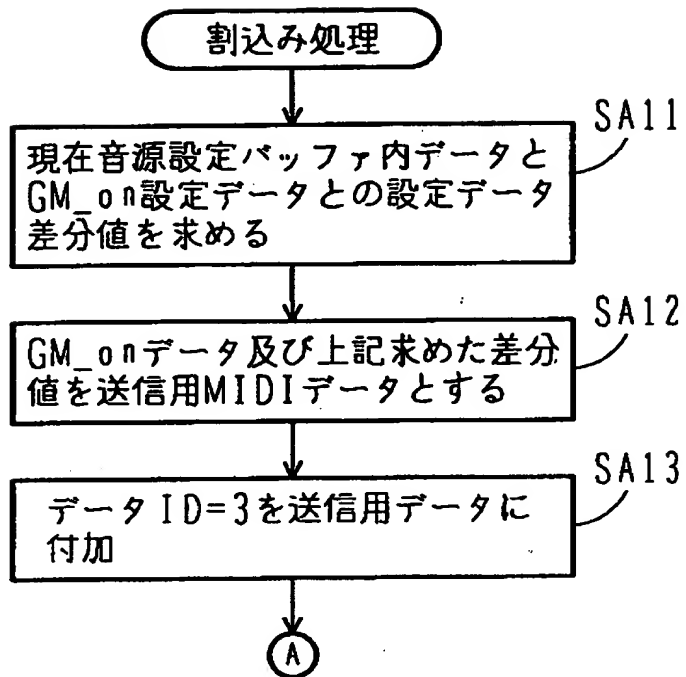 割込み処理
SA11
現在音源設定バッファ内データと
GM_on設定データとの設定データ
差分値を求める
SA12
GM_onデータ及び上記求めた差分
値を送信用MIDIデータとする
SA13
データID=3を送信用データに
付加
A